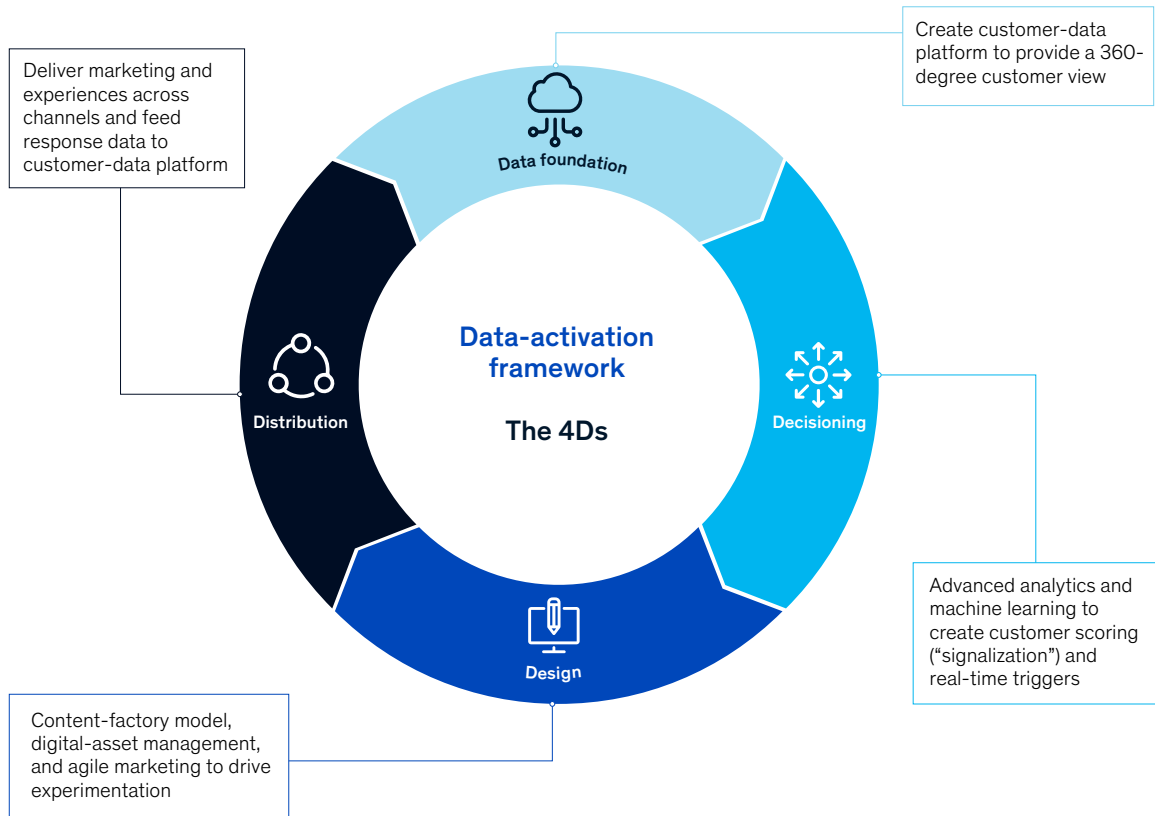 Create customer-data
platform to provide a 360-
degree customer view
Deliver marketing and
experiences across
channels and feed
response data to
customer-data platform
Data foundation
Data-activation
framework
The 4Ds
Distribution
Decisioning
Design
Advanced analytics and
machine learning to
create customer scoring
(“signalization”) and
real-time triggers
Content-factory model,
digital-asset management,
and agile marketing to drive
experimentation